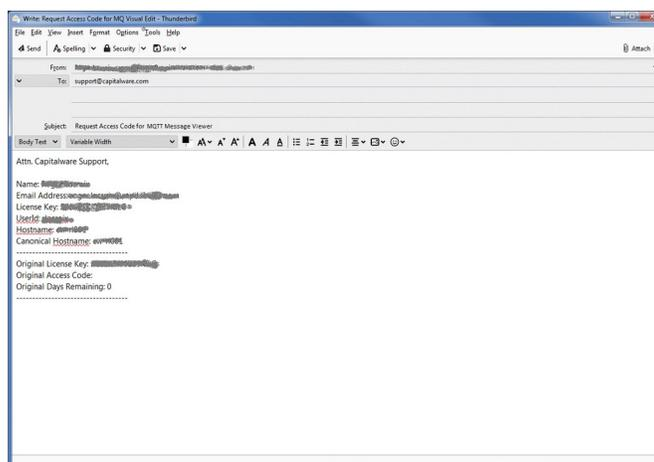 Write: Request Access Code for MQ Visual Edit - Thunderbird
File Edit View Insert Format Options Tools Help
Send Spelling Security Save Attach
From:
To: support@capitalware.com
Subject: Request Access Code for MQTT Message Viewer
Body Text Variable Width
Attn. Capitalware Support,
Name:
Email Address:
License Key:
UserId:
Hostname:
Canonical Hostname:
----------------------------------
Original License Key:
Original Access Code:
Original Days Remaining: 0
----------------------------------